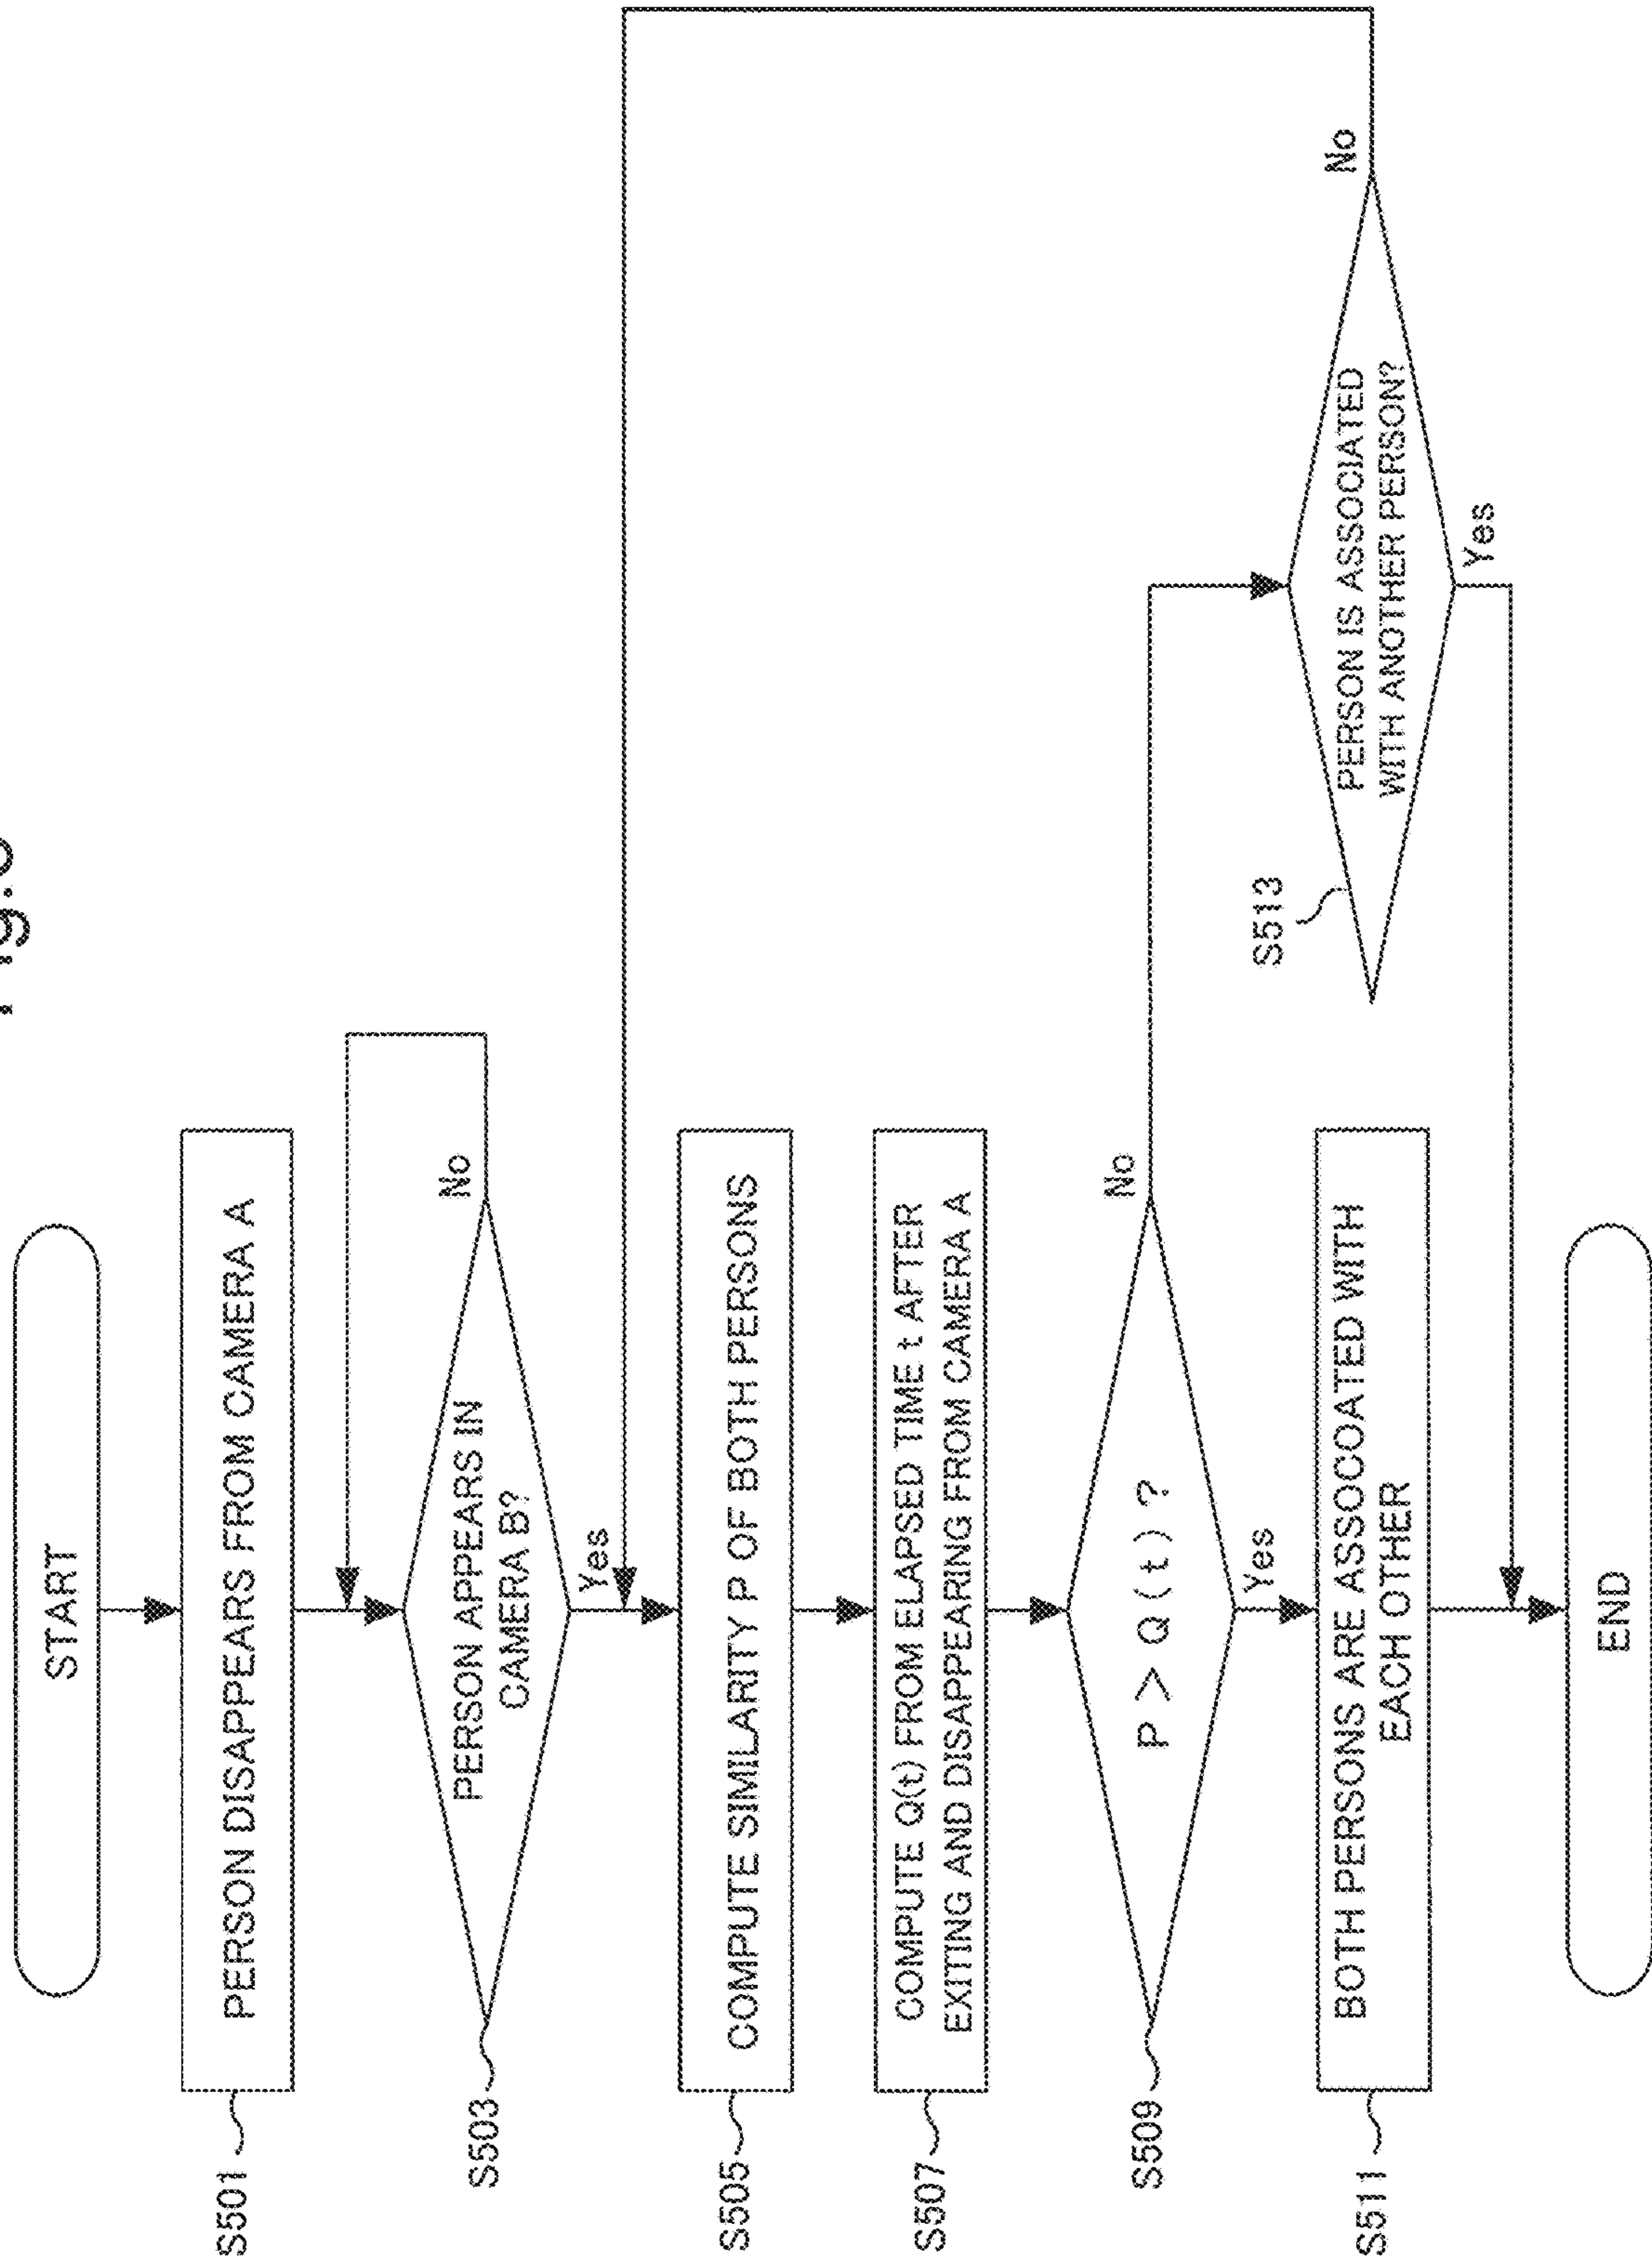 START
S501
PERSON DISAPPEARS FROM CAMERA A
S503
PERSON APPEARS IN
CAMERA B?
No
Yes
S505
COMPUTE SIMILARITY P OF BOTH PERSONS
S507
COMPUTE Q(t) FROM ELAPSED TIME t AFTER
EXITING AND DISAPPEARING FROM CAMERA A
S509
P > Q(t)?
No
Yes
S511
BOTH PERSONS ARE ASSOCOATED WITH
EACH OTHER
S513
PERSON IS ASSOCIATED
WITH ANOTHER PERSON?
No
Yes
END